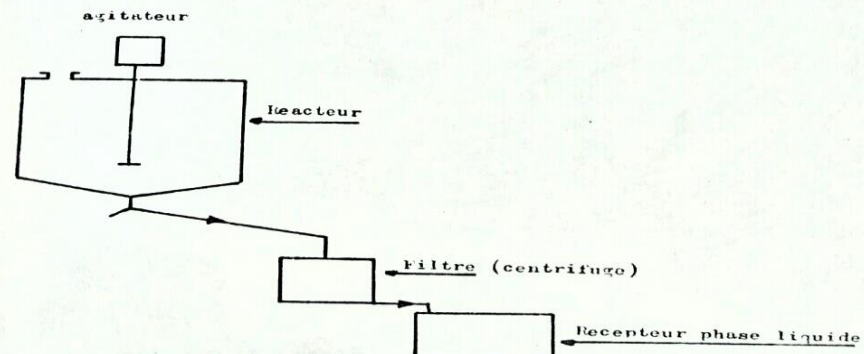 agitateur
Reacteur
Filtre (centrifuge)
Recepteur phase liquide